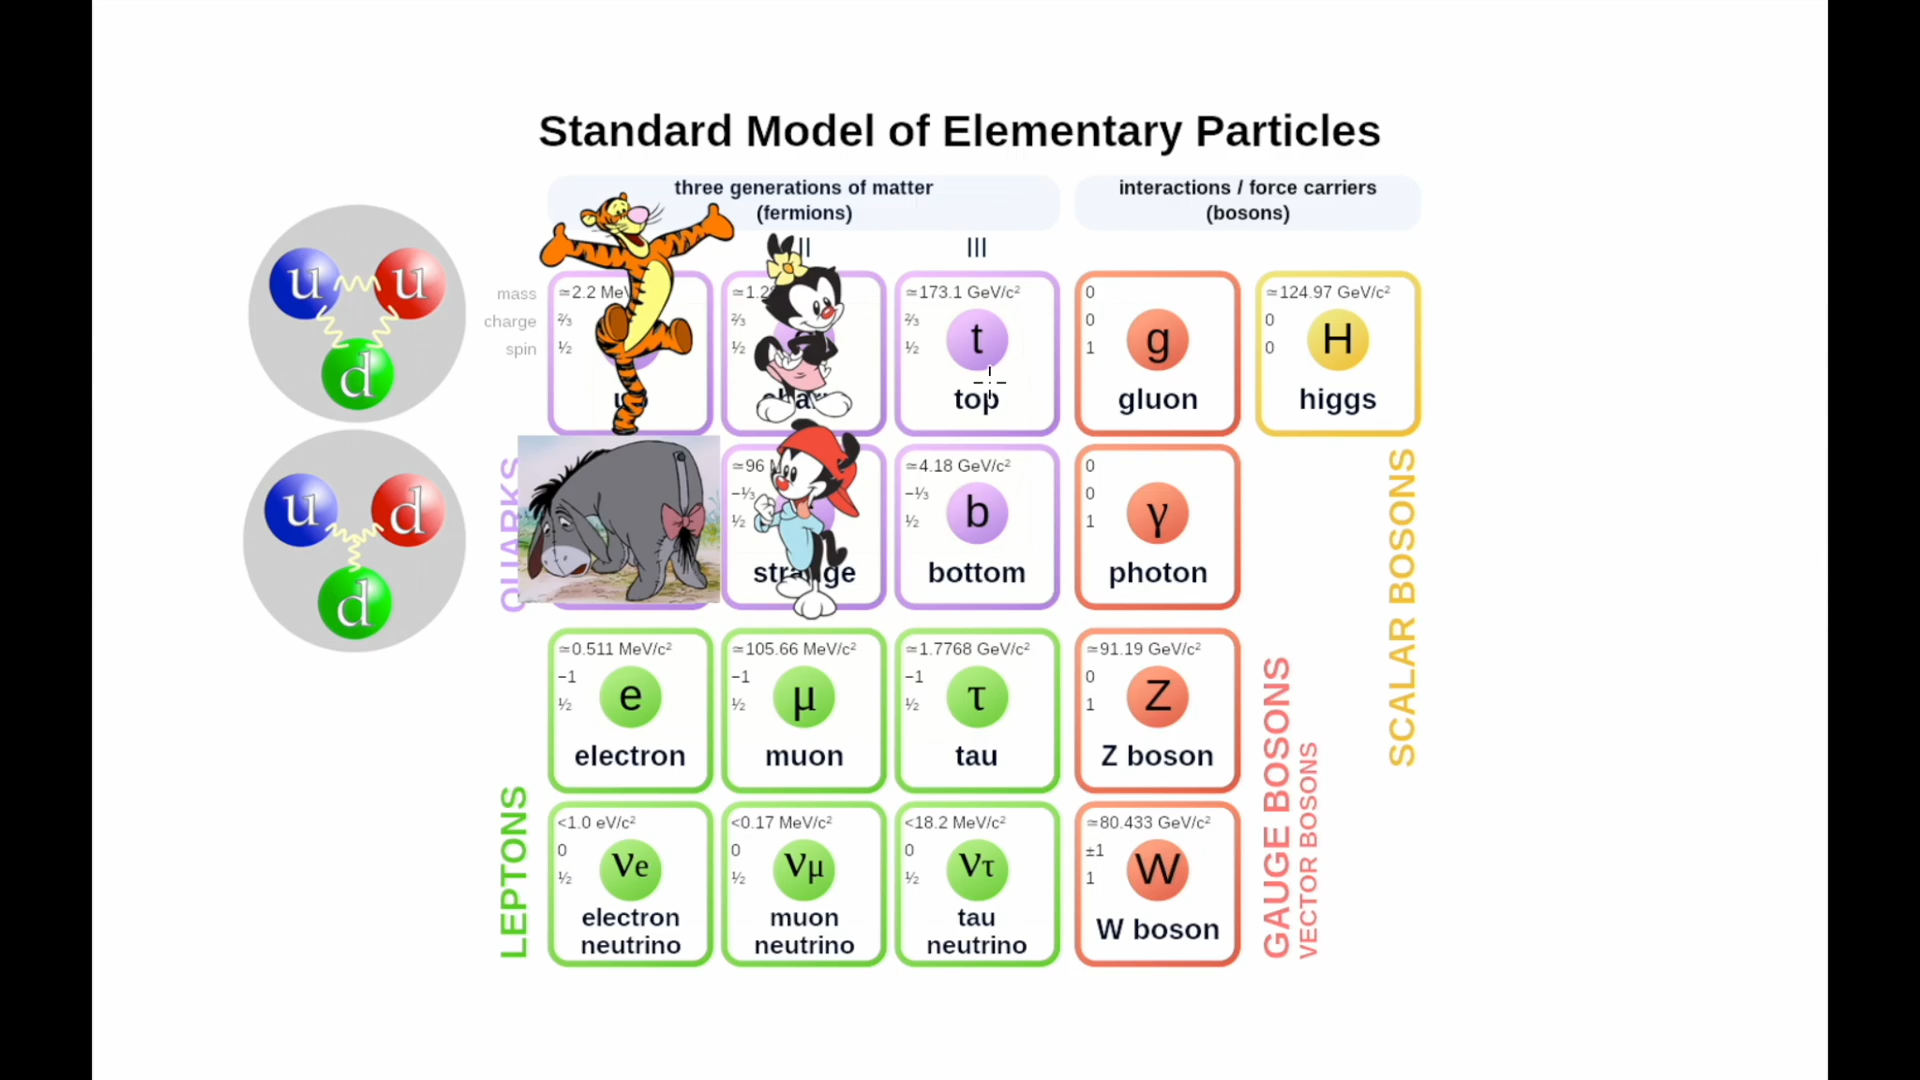 Standard Model of Elementary Particles
three generations of matter
(fermions)
interactions / force carriers
(bosons)
II
III
mass
charge
spin
≃2.2
⅔
½
⅔
½
≃173.1 GeV/c²
⅔
½
t
top
0
0
1
g
gluon
≃124.97 GeV/c²
0
0
H
higgs
u
u
d
u
d
d
QUARKS
≃96
−⅓
½
strange
≃4.18 GeV/c²
−⅓
½
b
bottom
0
0
1
γ
photon
SCALAR BOSONS
≃0.511 MeV/c²
−1
½
e
electron
≃105.66 MeV/c²
−1
½
μ
muon
≃1.7768 GeV/c²
−1
½
τ
tau
≃91.19 GeV/c²
0
1
Z
Z boson
LEPTONS
<1.0 eV/c²
0
½
νe
electron
neutrino
<0.17 MeV/c²
0
½
νμ
muon
neutrino
<18.2 MeV/c²
0
½
ντ
tau
neutrino
≃80.433 GeV/c²
±1
1
W
W boson
GAUGE BOSONS
VECTOR BOSONS